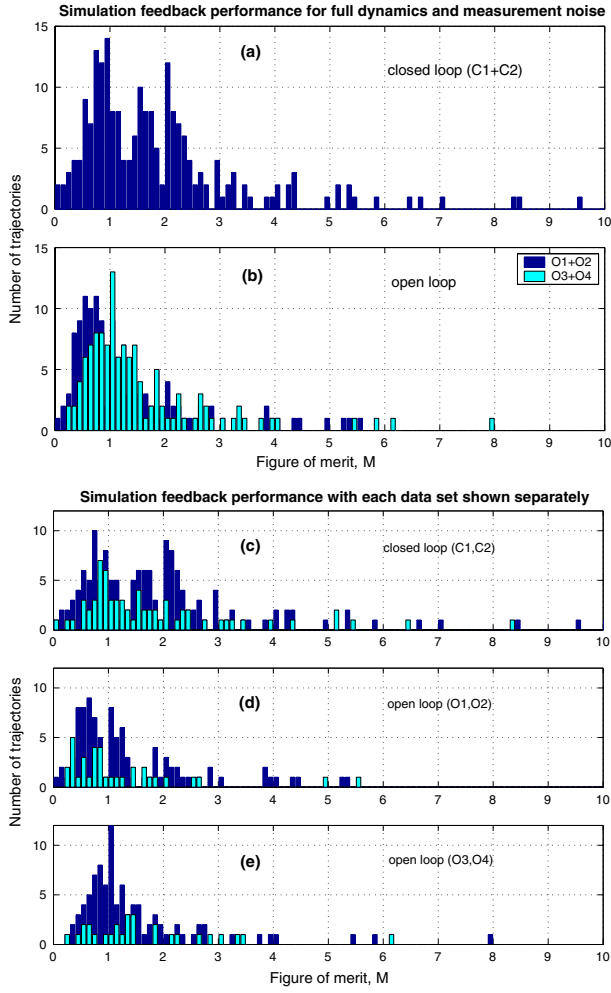 Simulation feedback performance for full dynamics and measurement noise
15
10
5
0
(a)
closed loop (C1+C2)
0 1 2 3 4 5 6 7 8 9 10
Number of trajectories
15
10
5
0
(b)
open loop
O1+O2
O3+O4
0 1 2 3 4 5 6 7 8 9 10
Figure of merit, M
Simulation feedback performance with each data set shown separately
10
5
0
(c)
closed loop (C1,C2)
0 1 2 3 4 5 6 7 8 9 10
Number of trajectories
10
5
0
(d)
open loop (O1,O2)
0 1 2 3 4 5 6 7 8 9 10
10
5
0
(e)
open loop (O3,O4)
0 1 2 3 4 5 6 7 8 9 10
Figure of merit, M